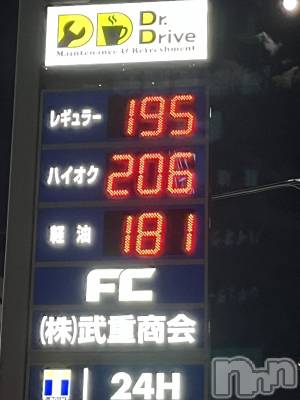 Dr.
Drive
Maintenance & Refreshment
レギュラー 195
ハイオク 206
軽油 181
FC
(株)武重商会
24H